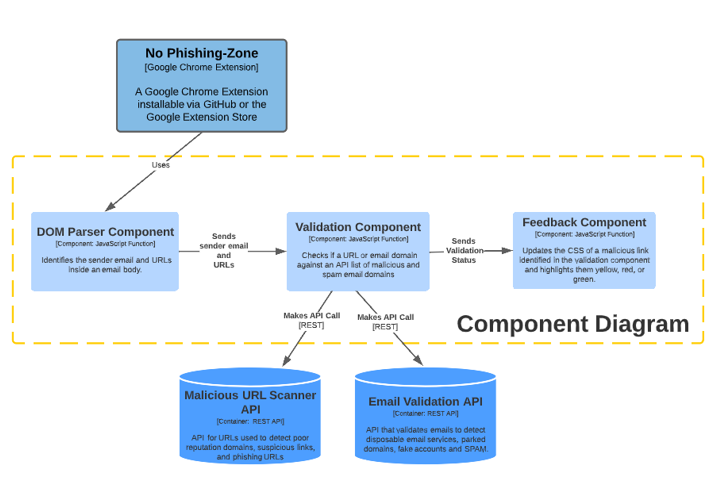 No Phishing-Zone
[Google Chrome Extension]
A Google Chrome Extension
installable via GitHub or the
Google Extension Store
Uses
DOM Parser Component
[Component: JavaScript Function]
Identifies the sender email and URLs
inside an email body.
Sends
sender email
and
URLs
Validation Component
[Component: JavaScript Function]
Checks if a URL or email domain
against an API list of malicious and
spam email domains
Sends
Validation
Status
Feedback Component
[Component: JavaScript Function]
Updates the CSS of a malicious link
identified in the validation component
and highlights them yellow, red, or
green.
Makes API Call
[REST]
Makes API Call
[REST]
Component Diagram
Malicious URL Scanner
API
[Container: REST API]
API for URLs used to detect poor
reputation domains, suspicious links,
and phishing URLs
Email Validation API
[Container: REST API]
API that validates emails to detect
disposable email services, parked
domains, fake accounts and SPAM.